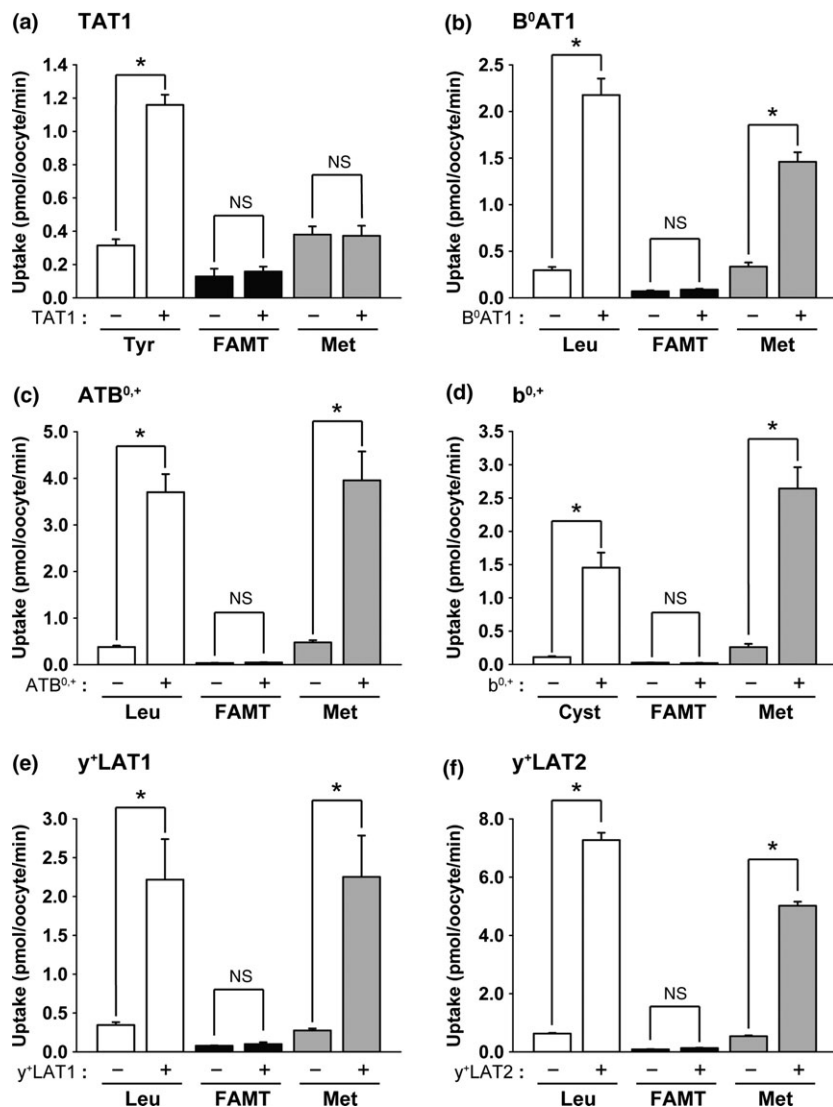 (a) TAT1
Uptake (pmol/oocyte/min)
1.4
1.2
1.0
0.8
0.6
0.4
0.2
0.0
*
NS
NS
TAT1 : − + − + − +
Tyr FAMT Met
(b) B⁰AT1
Uptake (pmol/oocyte/min)
2.5
2.0
1.5
1.0
0.5
0.0
*
NS
*
B⁰AT1 : − + − + − +
Leu FAMT Met
(c) ATB⁰,⁺
Uptake (pmol/oocyte/min)
5.0
4.0
3.0
2.0
1.0
0.0
*
NS
*
ATB⁰,⁺ : − + − + − +
Leu FAMT Met
(d) b⁰,⁺
Uptake (pmol/oocyte/min)
3.5
3.0
2.5
2.0
1.5
1.0
0.5
0.0
*
NS
*
b⁰,⁺ : − + − + − +
Cyst FAMT Met
(e) y⁺LAT1
Uptake (pmol/oocyte/min)
3.0
2.5
2.0
1.5
1.0
0.5
0.0
*
NS
*
y⁺LAT1 : − + − + − +
Leu FAMT Met
(f) y⁺LAT2
Uptake (pmol/oocyte/min)
8.0
6.0
4.0
2.0
0.0
*
NS
*
y⁺LAT2 : − + − + − +
Leu FAMT Met